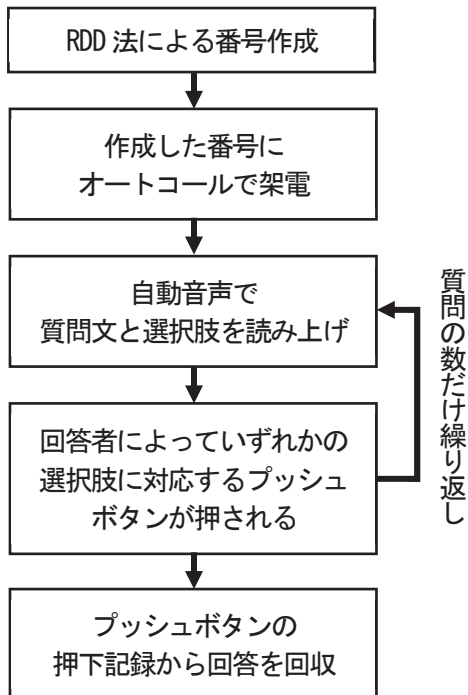 RDD 法による番号作成
作成した番号に
オートコールで架電
自動音声で
質問文と選択肢を読み上げ
回答者によっていずれかの
選択肢に対応するプッシュ
ボタンが押される
質問の数だけ繰り返し
プッシュボタンの
押下記録から回答を回収